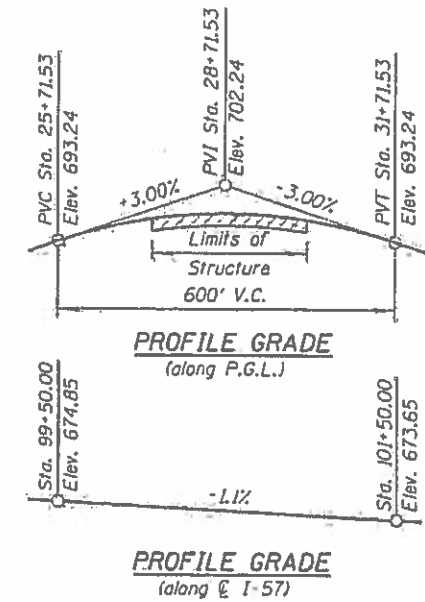 PVC Sta. 25+71.53
Elev. 693.24
PVI Sta. 28+71.53
Elev. 702.24
PVT Sta. 31+71.53
Elev. 693.24
+3.00%
-3.00%
Limits of
Structure
600' V.C.
PROFILE GRADE
(along P.G.L.)
Sta. 99+50.00
Elev. 674.85
Sta. 101+50.00
Elev. 673.65
-1.1%
PROFILE GRADE
(along ℄ I-57)